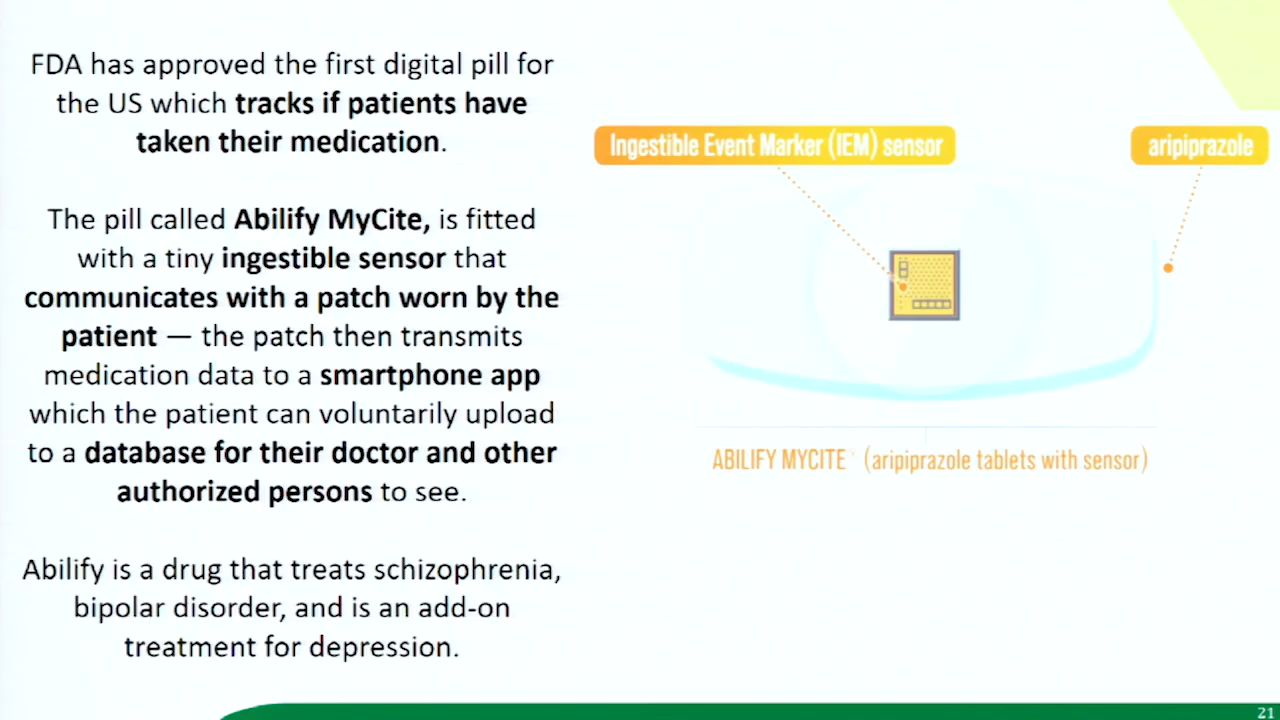 FDA has approved the first digital pill for
the US which tracks if patients have
taken their medication.
The pill called Abilify MyCite, is fitted
with a tiny ingestible sensor that
communicates with a patch worn by the
patient — the patch then transmits
medication data to a smartphone app
which the patient can voluntarily upload
to a database for their doctor and other
authorized persons to see.
Abilify is a drug that treats schizophrenia,
bipolar disorder, and is an add-on
treatment for depression.
Ingestible Event Marker (IEM) sensor
aripiprazole
ABILIFY MYCITE (aripiprazole tablets with sensor)
21